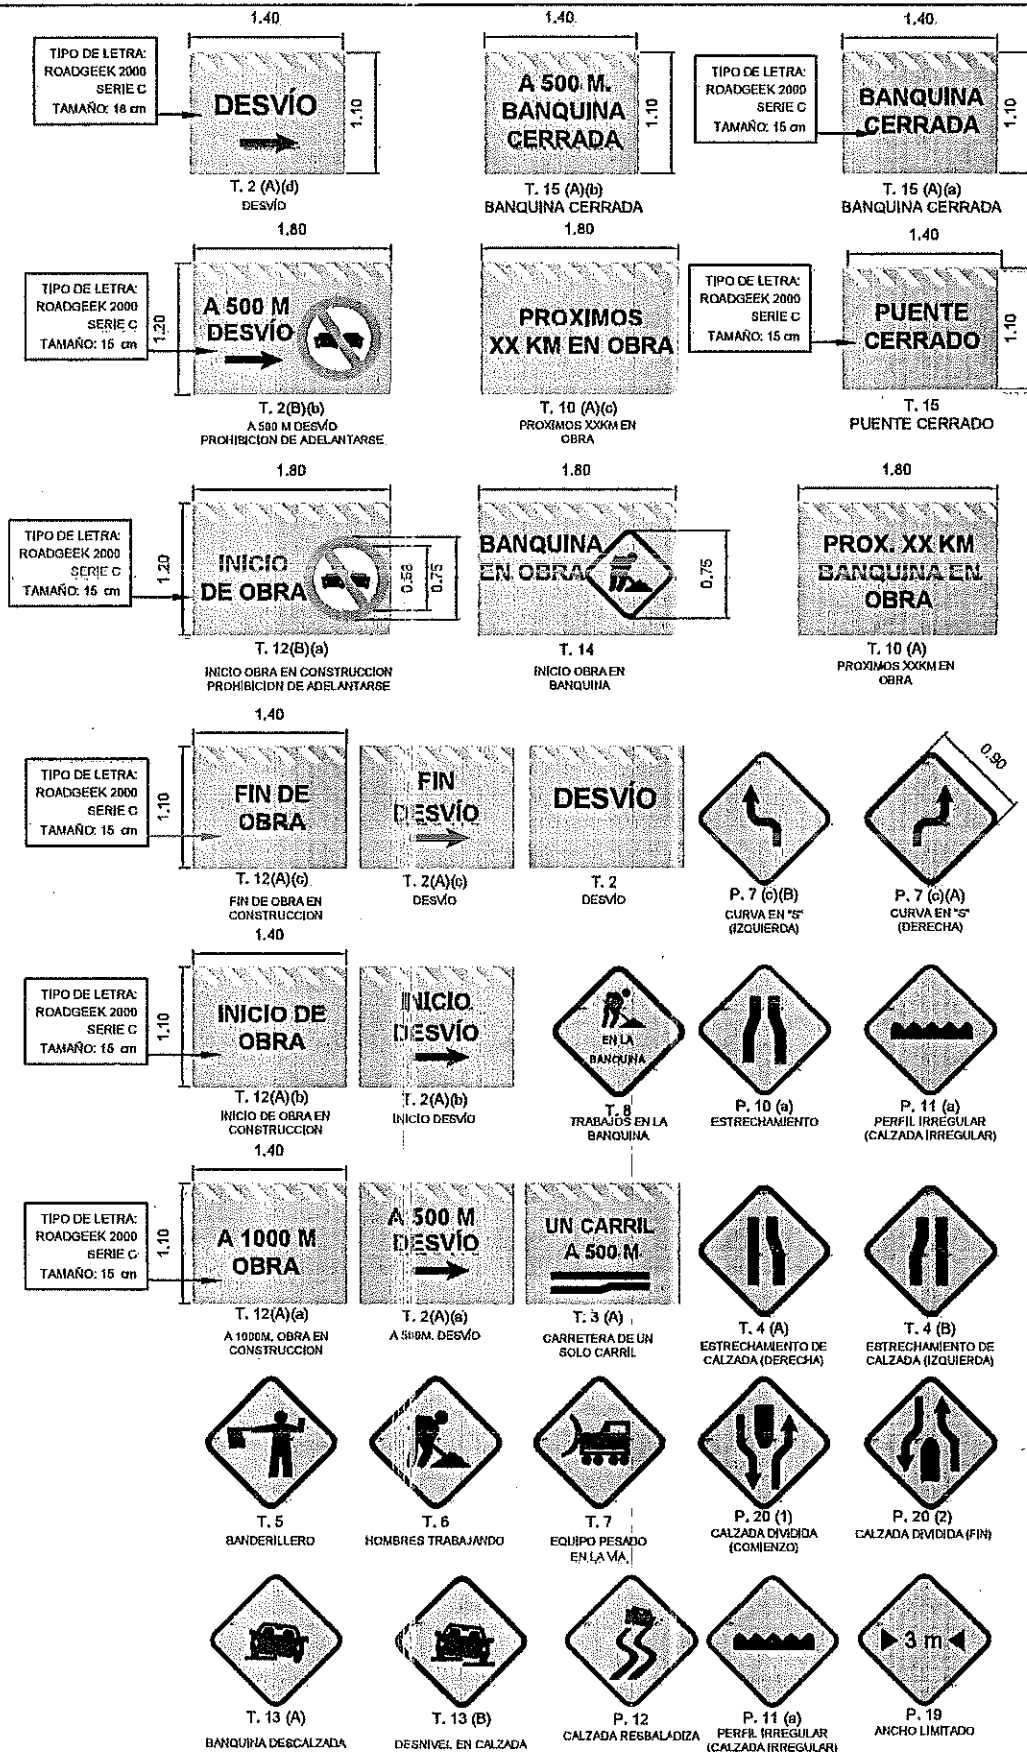 1.40
1.40
1.40
TIPO DE LETRA:
ROADGEEK 2000
SERIE C
TAMAÑO: 18 cm
DESVÍO
1.10
T. 2 (A)(d)
DESVÍO
A 500 M.
BANQUINA
CERRADA
1.10
T. 15 (A)(b)
BANQUINA CERRADA
TIPO DE LETRA:
ROADGEEK 2000
SERIE C
TAMAÑO: 15 cm
BANQUINA
CERRADA
1.10
T. 15 (A)(a)
BANQUINA CERRADA
1.80
1.80
1.40
TIPO DE LETRA:
ROADGEEK 2000
SERIE C
TAMAÑO: 15 cm
1.20
A 500 M
DESVÍO
T. 2(B)(b)
A 500 M DESVÍO
PROHIBICION DE ADELANTARSE
PROXIMOS
XX KM EN OBRA
T. 10 (A)(c)
PROXIMOS XXKM EN
OBRA
TIPO DE LETRA:
ROADGEEK 2000
SERIE C
TAMAÑO: 15 cm
PUENTE
CERRADO
1.10
T. 15
PUENTE CERRADO
1.80
1.80
1.80
TIPO DE LETRA:
ROADGEEK 2000
SERIE C
TAMAÑO: 15 cm
1.20
INICIO
DE OBRA
0.58
0.75
T. 12(B)(a)
INICIO OBRA EN CONSTRUCCION
PROHIBICION DE ADELANTARSE
BANQUINA
EN OBRA
0.75
T. 14
INICIO OBRA EN
BANQUINA
PROX. XX KM
BANQUINA EN
OBRA
T. 10 (A)
PROXIMOS XXKM EN
OBRA
1.40
TIPO DE LETRA:
ROADGEEK 2000
SERIE C
TAMAÑO: 15 cm
1.10
FIN DE
OBRA
T. 12(A)(c)
FIN DE OBRA EN
CONSTRUCCION
FIN
DESVÍO
T. 2(A)(c)
DESVÍO
DESVÍO
T. 2
DESVÍO
P. 7 (c)(B)
CURVA EN "S"
(IZQUIERDA)
0.90
P. 7 (c)(A)
CURVA EN "S"
(DERECHA)
1.40
TIPO DE LETRA:
ROADGEEK 2000
SERIE C
TAMAÑO: 15 cm
1.10
INICIO DE
OBRA
T. 12(A)(b)
INICIO DE OBRA EN
CONSTRUCCION
INICIO
DESVÍO
T. 2(A)(b)
INICIO DESVÍO
EN LA
BANQUINA
T. 8
TRABAJOS EN LA
BANQUINA
P. 10 (a)
ESTRECHAMIENTO
P. 11 (a)
PERFIL IRREGULAR
(CALZADA IRREGULAR)
1.40
TIPO DE LETRA:
ROADGEEK 2000
SERIE C
TAMAÑO: 15 cm
1.10
A 1000 M
OBRA
T. 12(A)(a)
A 1000M. OBRA EN
CONSTRUCCION
A 500 M
DESVÍO
T. 2(A)(a)
A 500M. DESVÍO
UN CARRIL
A 500 M
T. 3 (A)
CARRETERA DE UN
SOLO CARRIL
T. 4 (A)
ESTRECHAMIENTO DE
CALZADA (DERECHA)
T. 4 (B)
ESTRECHAMIENTO DE
CALZADA (IZQUIERDA)
T. 5
BANDERILLERO
T. 6
HOMBRES TRABAJANDO
T. 7
EQUIPO PESADO
EN LA VÍA
P. 20 (1)
CALZADA DIVIDIDA
(COMIENZO)
P. 20 (2)
CALZADA DIVIDIDA (FIN)
T. 13 (A)
BANQUINA DESCALZADA
T. 13 (B)
DESNIVEL EN CALZADA
P. 12
CALZADA RESBALADIZA
P. 11 (a)
PERFIL IRREGULAR
(CALZADA IRREGULAR)
3 m
P. 19
ANCHO LIMITADO